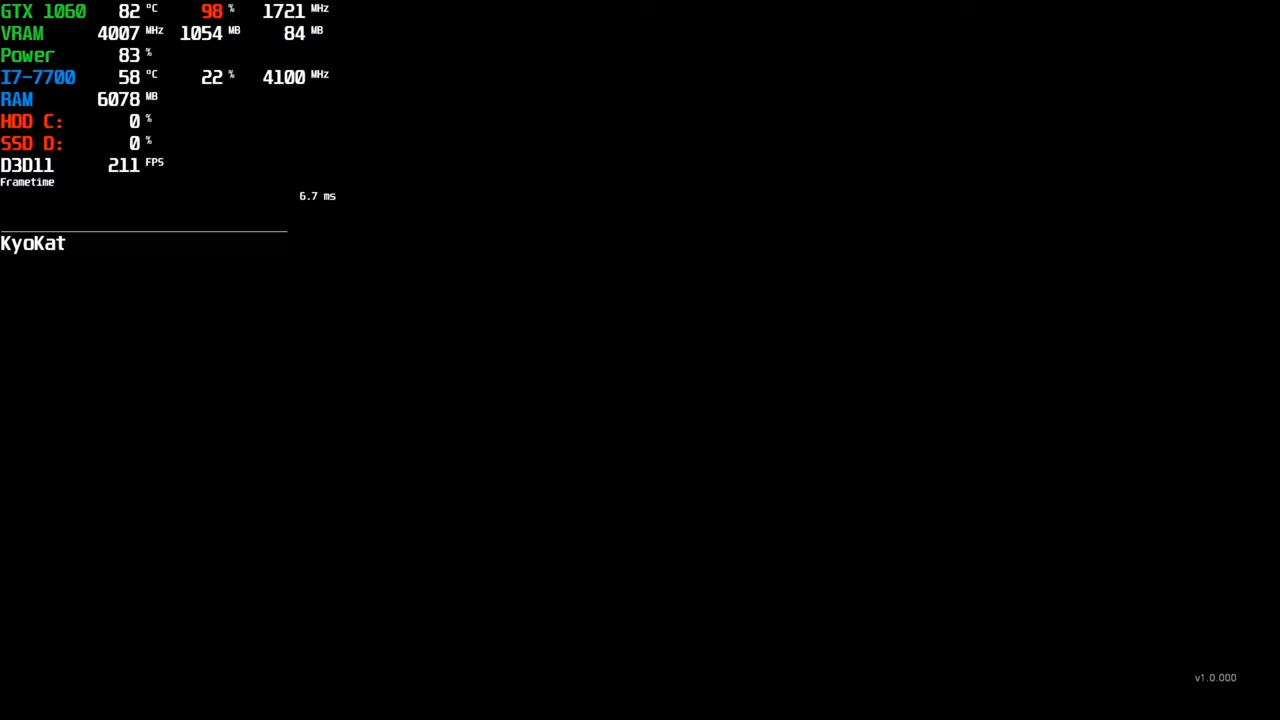 GTX 1060 82 °C 98 % 1721 MHz
VRAM 4007 MHz 1054 MB 84 MB
Power 83 %
I7-7700 58 °C 22 % 4100 MHz
RAM 6078 MB
HDD C: 0 %
SSD D: 0 %
D3D11 211 FPS
Frametime
6.7 ms
KyoKat
v1.0.000